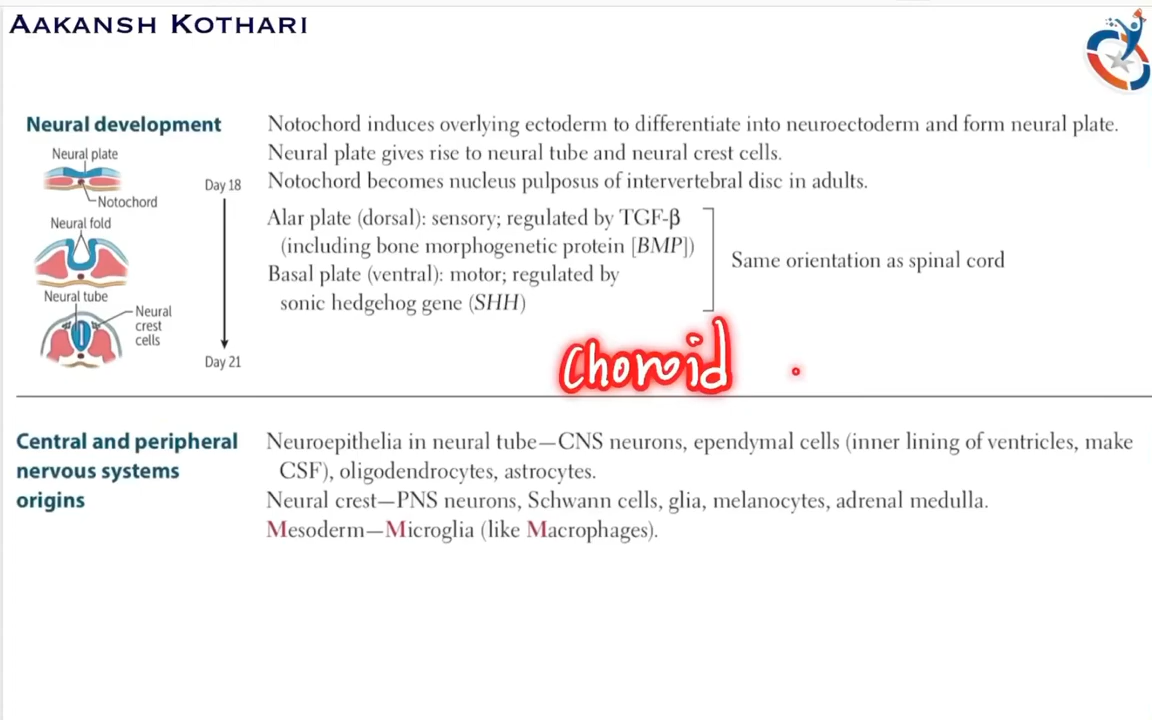 AAKANSH KOTHARI
Neural development
Neural plate
Notochord
Neural fold
Neural tube
Neural
crest
cells
Day 18
Day 21
Notochord induces overlying ectoderm to differentiate into neuroectoderm and form neural plate.
Neural plate gives rise to neural tube and neural crest cells.
Notochord becomes nucleus pulposus of intervertebral disc in adults.
Alar plate (dorsal): sensory; regulated by TGF-β
(including bone morphogenetic protein [BMP])
Basal plate (ventral): motor; regulated by
sonic hedgehog gene (SHH)
Same orientation as spinal cord
Choroid
Central and peripheral
nervous systems
origins
Neuroepithelia in neural tube—CNS neurons, ependymal cells (inner lining of ventricles, make
CSF), oligodendrocytes, astrocytes.
Neural crest—PNS neurons, Schwann cells, glia, melanocytes, adrenal medulla.
Mesoderm—Microglia (like Macrophages).